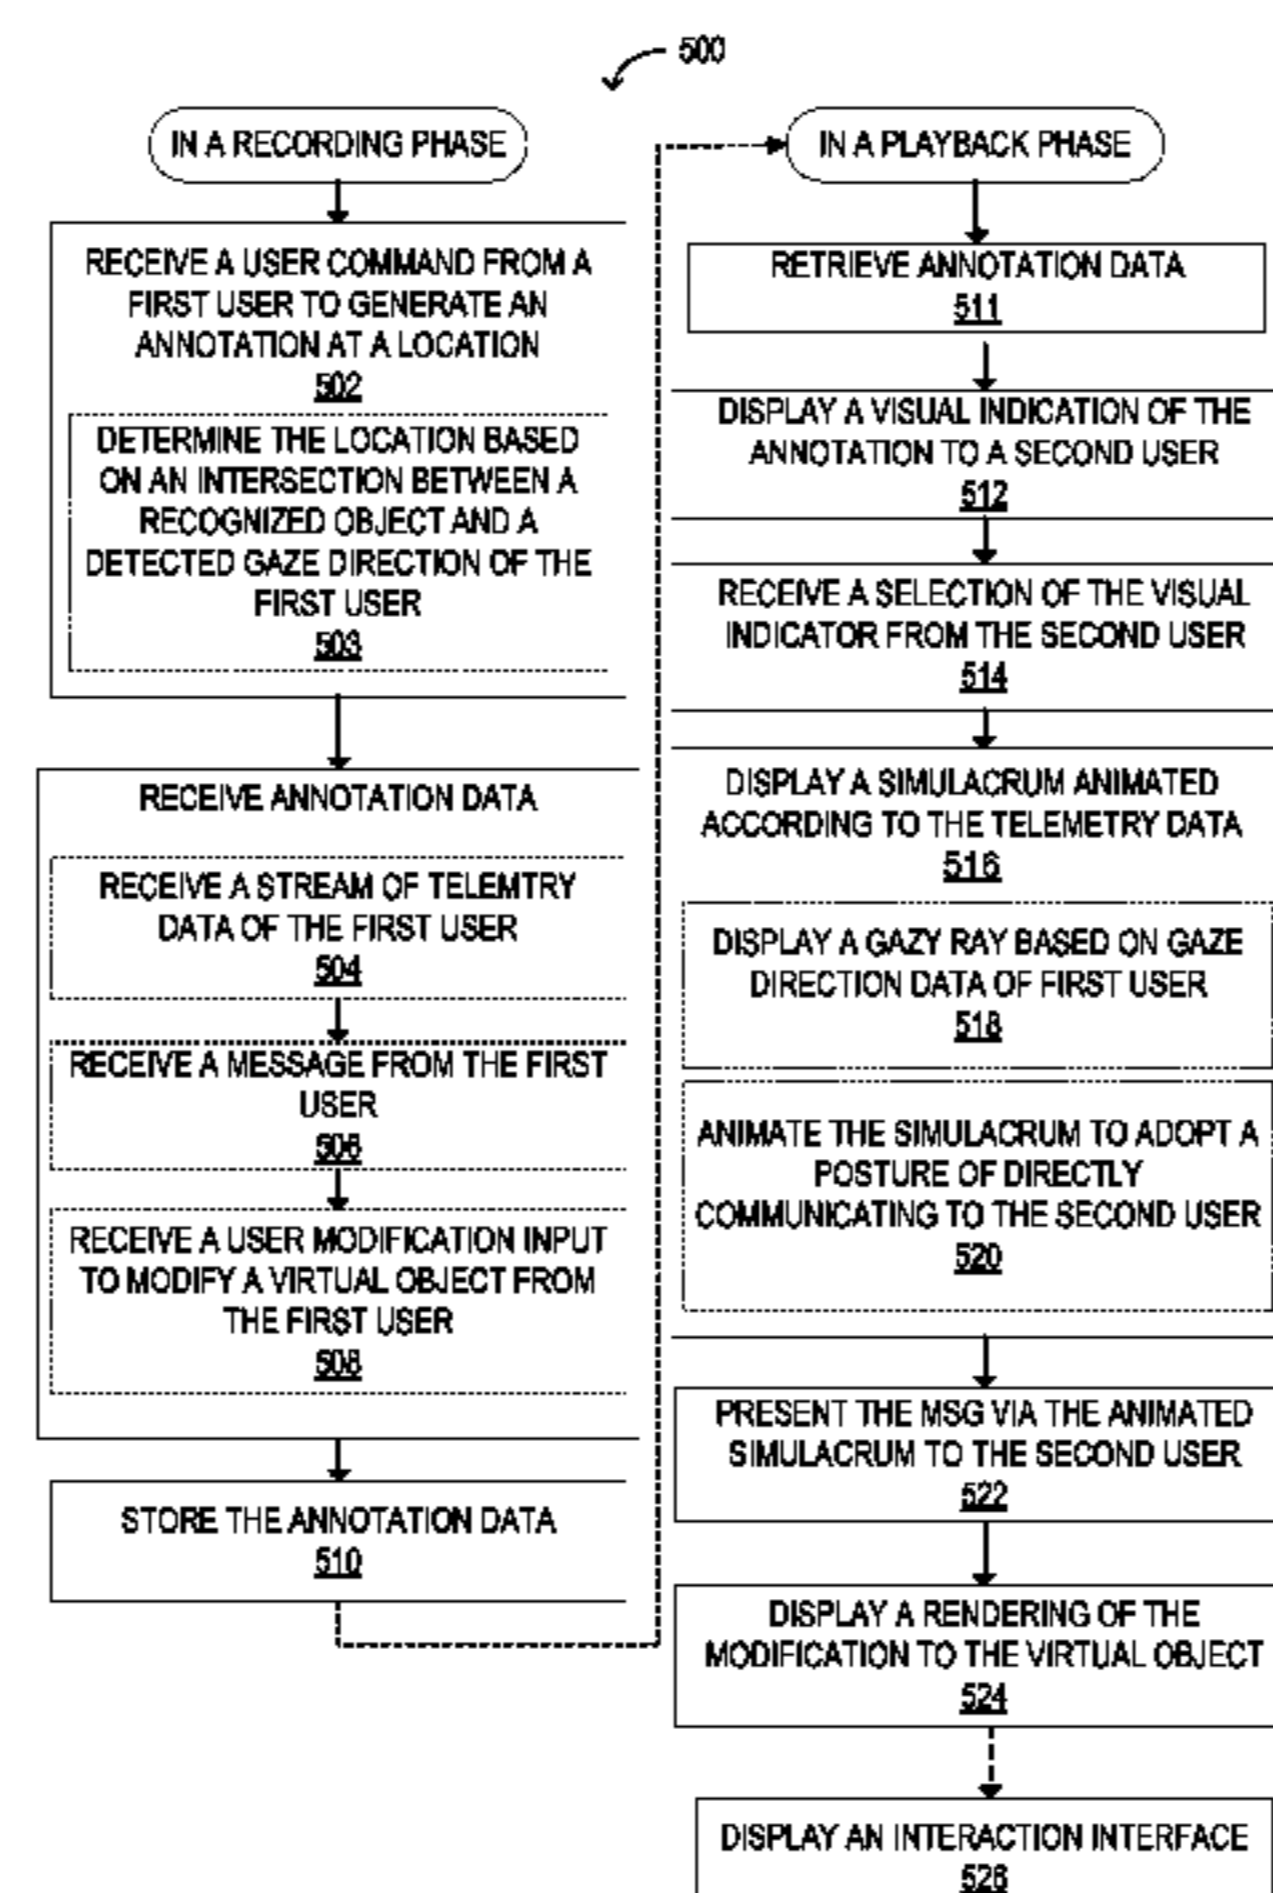 500
IN A RECORDING PHASE
RECEIVE A USER COMMAND FROM A
FIRST USER TO GENERATE AN
ANNOTATION AT A LOCATION
502
DETERMINE THE LOCATION BASED
ON AN INTERSECTION BETWEEN A
RECOGNIZED OBJECT AND A
DETECTED GAZE DIRECTION OF THE
FIRST USER
503
RECEIVE ANNOTATION DATA
RECEIVE A STREAM OF TELEMTRY
DATA OF THE FIRST USER
504
RECEIVE A MESSAGE FROM THE FIRST
USER
506
RECEIVE A USER MODIFICATION INPUT
TO MODIFY A VIRTUAL OBJECT FROM
THE FIRST USER
508
STORE THE ANNOTATION DATA
510
IN A PLAYBACK PHASE
RETRIEVE ANNOTATION DATA
511
DISPLAY A VISUAL INDICATION OF THE
ANNOTATION TO A SECOND USER
512
RECEIVE A SELECTION OF THE VISUAL
INDICATOR FROM THE SECOND USER
514
DISPLAY A SIMULACRUM ANIMATED
ACCORDING TO THE TELEMETRY DATA
516
DISPLAY A GAZY RAY BASED ON GAZE
DIRECTION DATA OF FIRST USER
518
ANIMATE THE SIMULACRUM TO ADOPT A
POSTURE OF DIRECTLY
COMMUNICATING TO THE SECOND USER
520
PRESENT THE MSG VIA THE ANIMATED
SIMULACRUM TO THE SECOND USER
522
DISPLAY A RENDERING OF THE
MODIFICATION TO THE VIRTUAL OBJECT
524
DISPLAY AN INTERACTION INTERFACE
526